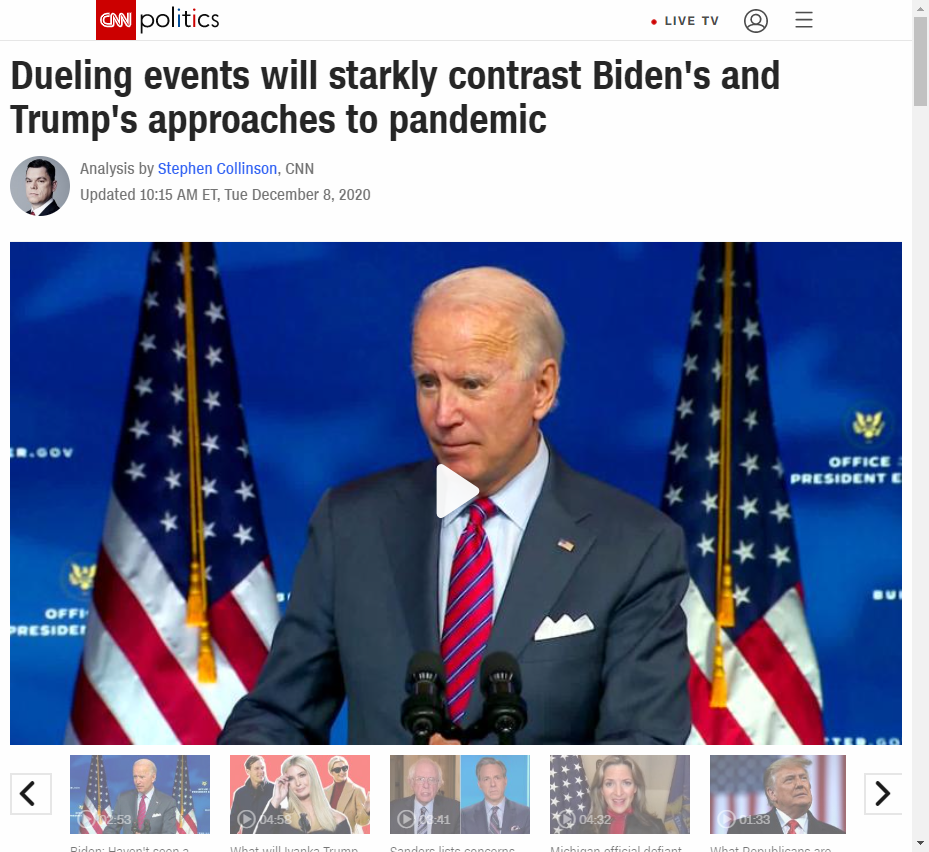 CNN politics
LIVE TV
Dueling events will starkly contrast Biden's and
Trump's approaches to pandemic
Analysis by Stephen Collinson, CNN
Updated 10:15 AM ET, Tue December 8, 2020
R.GOV
OFFICE
PRESIDENT E
OFFI
PRESIDEN
BU
TER.GO
02:53
04:58
03:41
04:32
01:33
Biden: Haven't seen a
What will Ivanka Trump
Sanders lists concerns
Michigan official defiant
What Republicans are